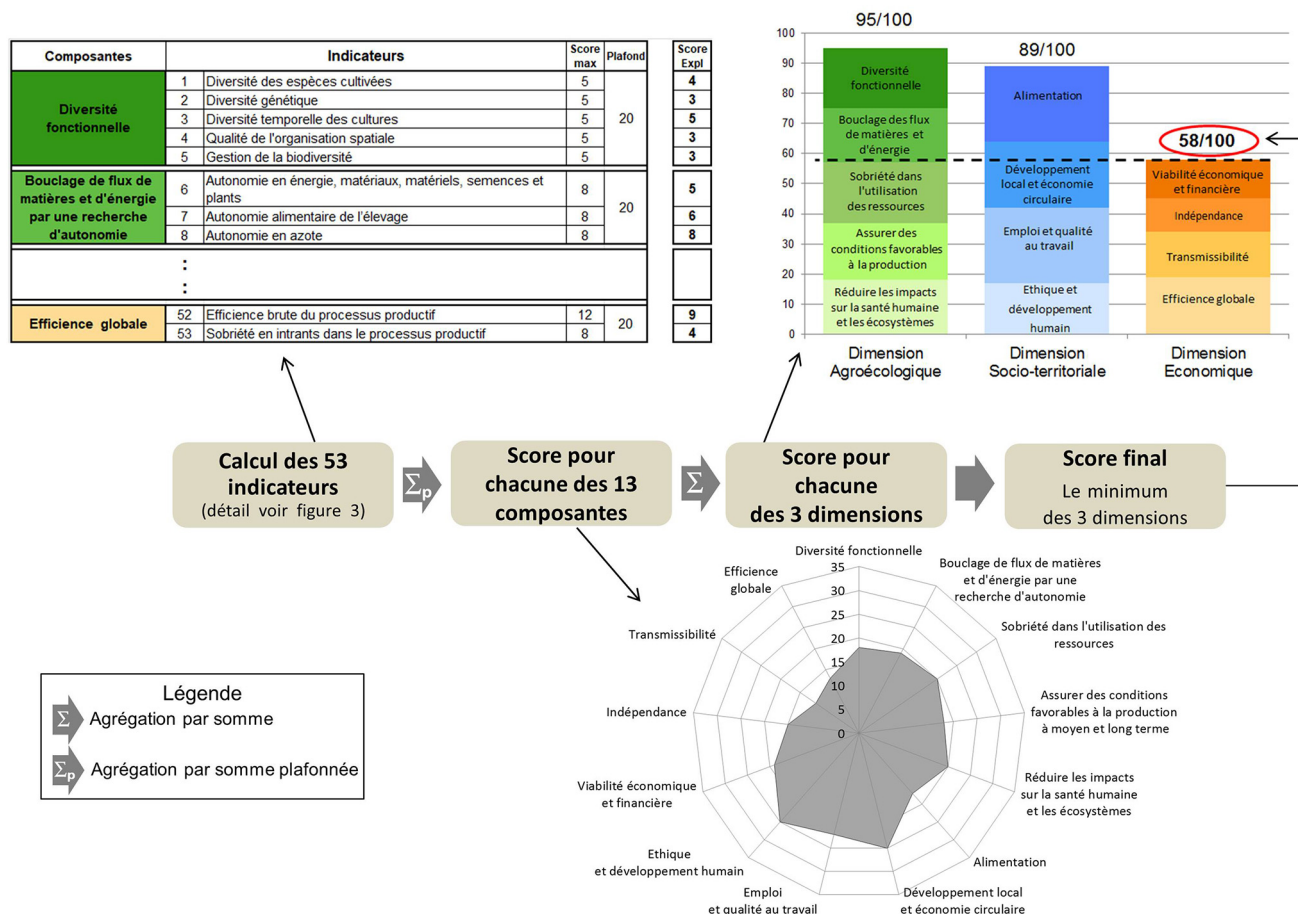 Composantes Indicateurs Score max Plafond Score Expl
Diversité fonctionnelle
1 Diversité des espèces cultivées 5 4
2 Diversité génétique 5 3
3 Diversité temporelle des cultures 5 20 5
4 Qualité de l'organisation spatiale 5 3
5 Gestion de la biodiversité 5 3
Bouclage de flux de matières et d'énergie par une recherche d'autonomie
6 Autonomie en énergie, matériaux, matériels, semences et plants 8 5
7 Autonomie alimentaire de l'élevage 8 20 6
8 Autonomie en azote 8 8
:
:
Efficience globale
52 Efficience brute du processus productif 12 20 9
53 Sobriété en intrants dans le processus productif 8 4
95/100
89/100
58/100
100
90
80
70
60
50
40
30
20
10
0
Diversité
fonctionnelle
Bouclage des flux
de matières et
d'énergie
Sobriété dans
l'utilisation
des ressources
Assurer des
conditions favorables
à la production
Réduire les impacts
sur la santé humaine
et les écosystèmes
Alimentation
Développement
local et économie
circulaire
Emploi et qualité
au travail
Ethique et
développement
humain
Viabilité économique
et financière
Indépendance
Transmissibilité
Efficience globale
Dimension
Agroécologique
Dimension
Socio-territoriale
Dimension
Economique
Calcul des 53
indicateurs
(détail voir figure 3)
Σp
Score pour
chacune des 13
composantes
Σ
Score pour
chacune
des 3 dimensions
Score final
Le minimum
des 3 dimensions
Diversité fonctionnelle
Bouclage de flux de matières
et d'énergie par une
recherche d'autonomie
Sobriété dans l'utilisation des
ressources
Assurer des conditions
favorables à la production
à moyen et long terme
Réduire les impacts
sur la santé humaine
et les écosystèmes
Alimentation
Développement local
et économie circulaire
Emploi
et qualité au travail
Ethique
et développement humain
Viabilité économique
et financière
Indépendance
Transmissibilité
Efficience
globale
35
30
25
20
15
10
5
0
Légende
Σ Agrégation par somme
Σp Agrégation par somme plafonnée